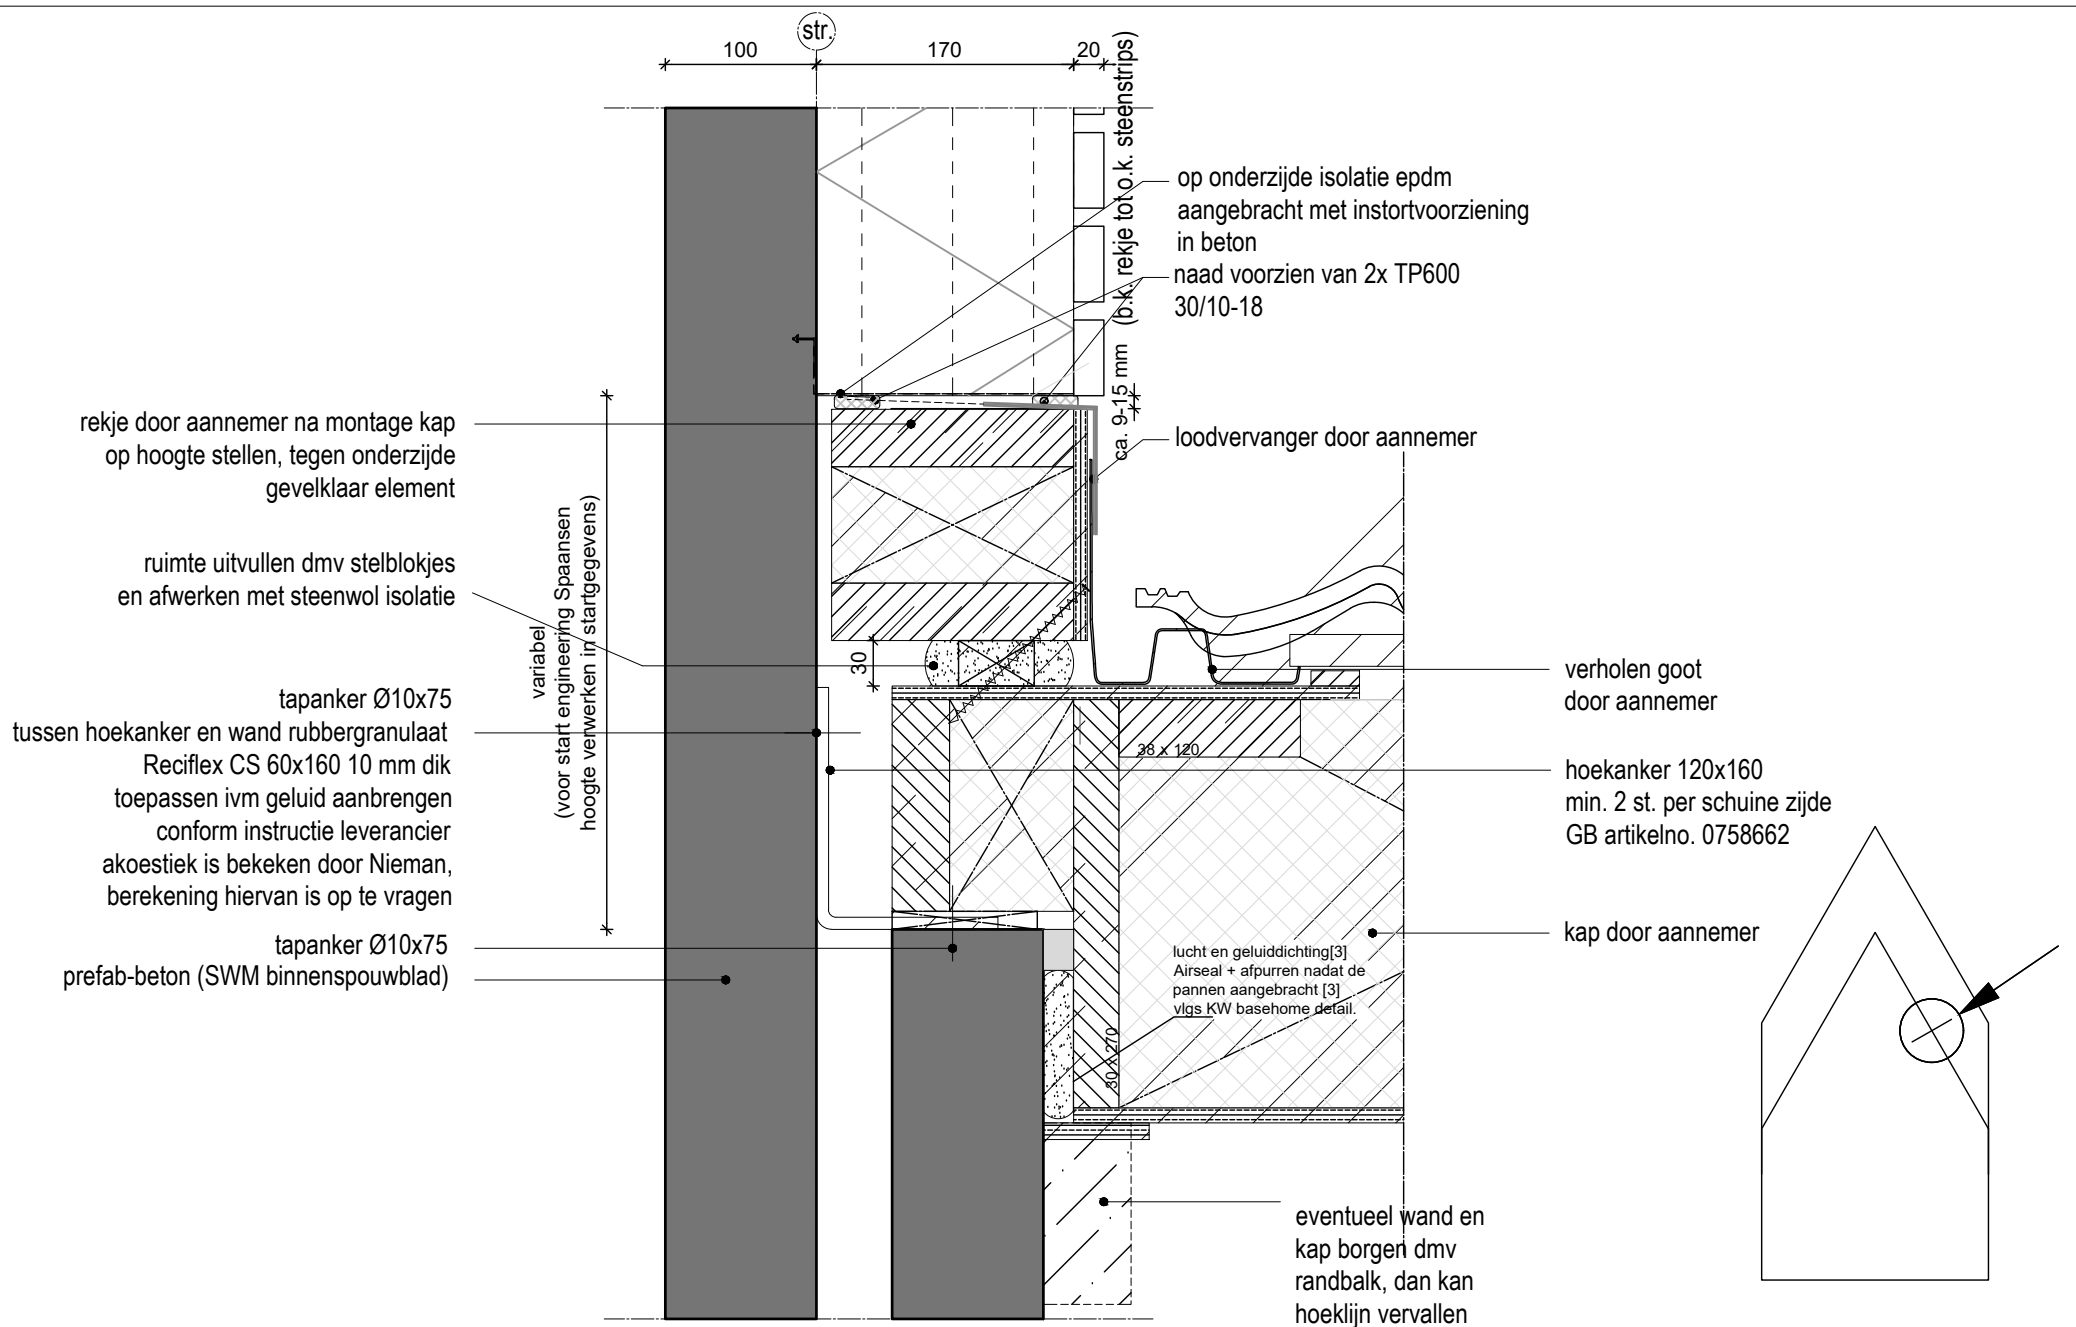 str.
100
170
20
(b.k. rekje tot o.k. steenstrips)
ca. 9-15 mm
op onderzijde isolatie epdm
aangebracht met instortvoorziening
in beton
naad voorzien van 2x TP600
30/10-18
rekje door aannemer na montage kap
op hoogte stellen, tegen onderzijde
gevelklaar element
loodvervanger door aannemer
ruimte uitvullen dmv stelblokjes
en afwerken met steenwol isolatie
variabel
(voor start engineering Spaansen
hoogte verwerken in startgegevens)
30
verholen goot
door aannemer
tapanker Ø10x75
tussen hoekanker en wand rubbergranulaat
Reciflex CS 60x160 10 mm dik
toepassen ivm geluid aanbrengen
conform instructie leverancier
akoestiek is bekeken door Nieman,
berekening hiervan is op te vragen
38 x 120
hoekanker 120x160
min. 2 st. per schuine zijde
GB artikelno. 0758662
tapanker Ø10x75
prefab-beton (SWM binnenspouwblad)
kap door aannemer
lucht en geluiddichting[3]
Airseal + afpurren nadat de
pannen aangebracht [3]
vlgs KW basehome detail.
30 x 270
eventueel wand en
kap borgen dmv
randbalk, dan kan
hoeklijn vervallen